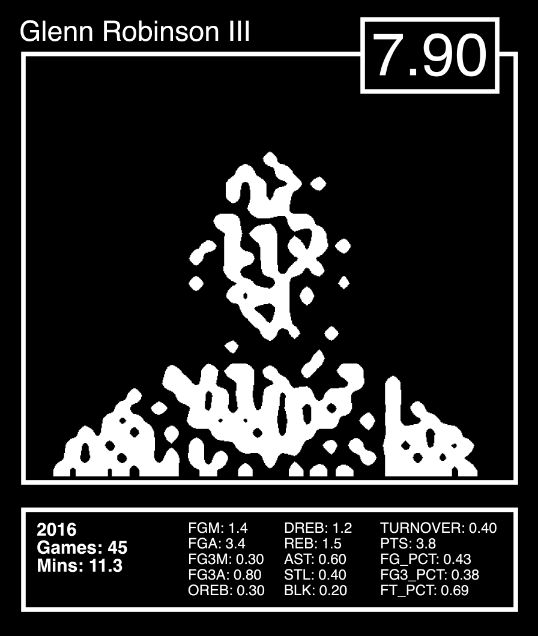 Glenn Robinson III
7.90
2016
Games: 45
Mins: 11.3
FGM: 1.4
FGA: 3.4
FG3M: 0.30
FG3A: 0.80
OREB: 0.30
DREB: 1.2
REB: 1.5
AST: 0.60
STL: 0.40
BLK: 0.20
TURNOVER: 0.40
PTS: 3.8
FG_PCT: 0.43
FG3_PCT: 0.38
FT_PCT: 0.69